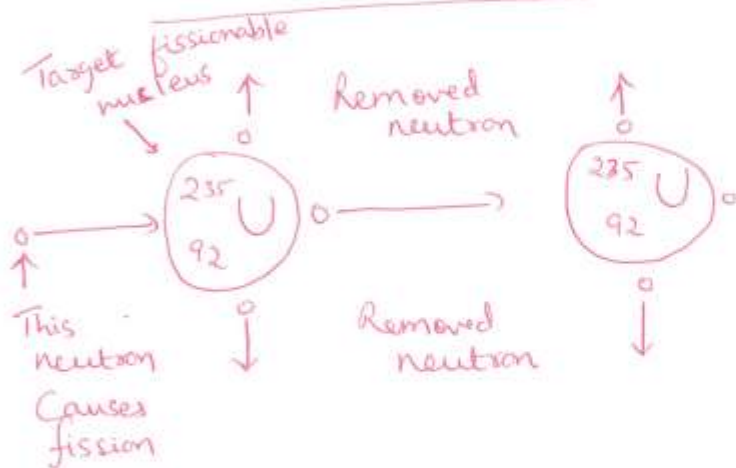 Target fissionable
nucleus
Removed
neutron
235
U
92
235
U
92
This
neutron
Causes
fission
Removed
neutron